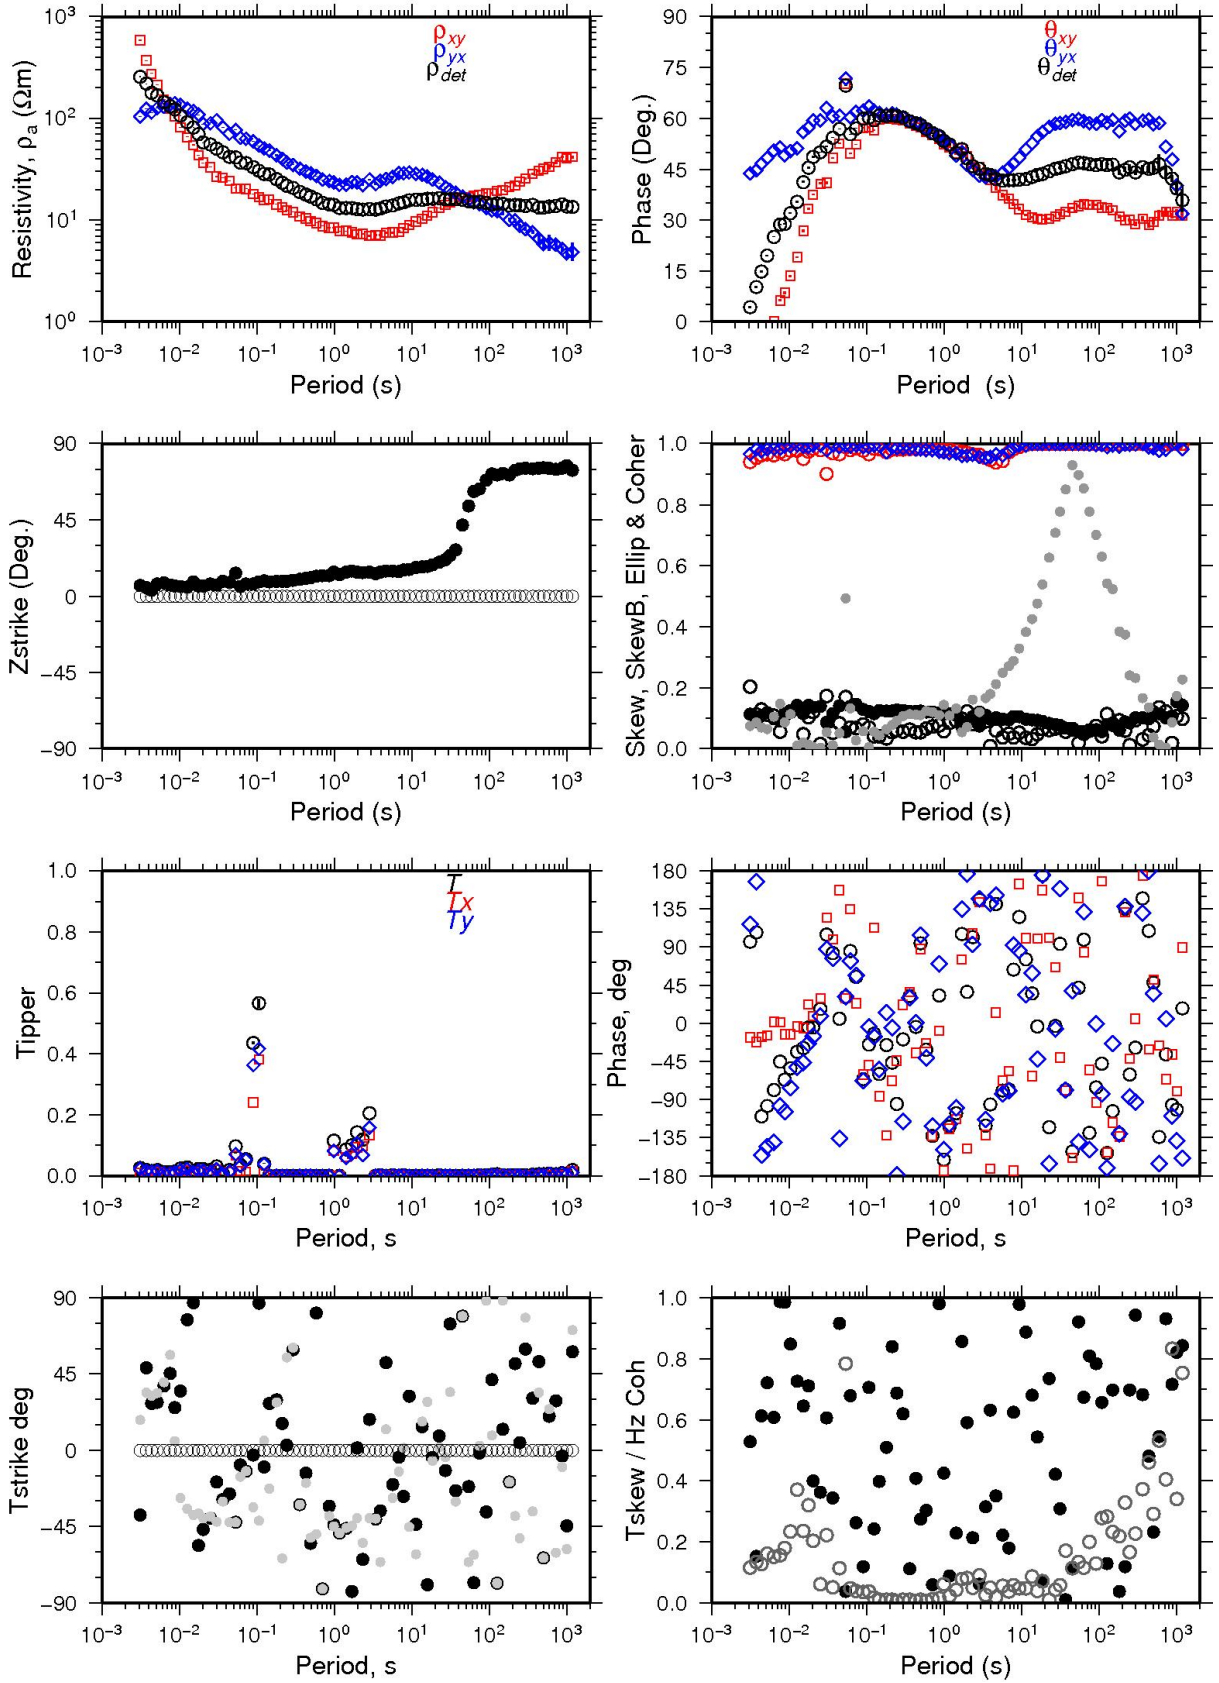 10³ 10² 10¹ 10⁰
Resistivity, ρₐ (Ωm)
ρxy
ρyx
ρdet
10⁻³ 10⁻² 10⁻¹ 10⁰ 10¹ 10² 10³
Period (s)
90 75 60 45 30 15 0
Phase (Deg.)
θxy
θyx
θdet
10⁻³ 10⁻² 10⁻¹ 10⁰ 10¹ 10² 10³
Period (s)
90 45 0 −45 −90
Zstrike (Deg.)
10⁻³ 10⁻² 10⁻¹ 10⁰ 10¹ 10² 10³
Period (s)
1.0 0.8 0.6 0.4 0.2 0.0
Skew, SkewB, Ellip & Coher
10⁻³ 10⁻² 10⁻¹ 10⁰ 10¹ 10² 10³
Period (s)
1.0 0.8 0.6 0.4 0.2 0.0
Tipper
T
Tx
Ty
10⁻³ 10⁻² 10⁻¹ 10⁰ 10¹ 10² 10³
Period, s
180 135 90 45 0 −45 −90 −135 −180
Phase, deg
10⁻³ 10⁻² 10⁻¹ 10⁰ 10¹ 10² 10³
Period, s
90 45 0 −45 −90
Tstrike deg
10⁻³ 10⁻² 10⁻¹ 10⁰ 10¹ 10² 10³
Period, s
1.0 0.8 0.6 0.4 0.2 0.0
Tskew / Hz Coh
10⁻³ 10⁻² 10⁻¹ 10⁰ 10¹ 10² 10³
Period (s)